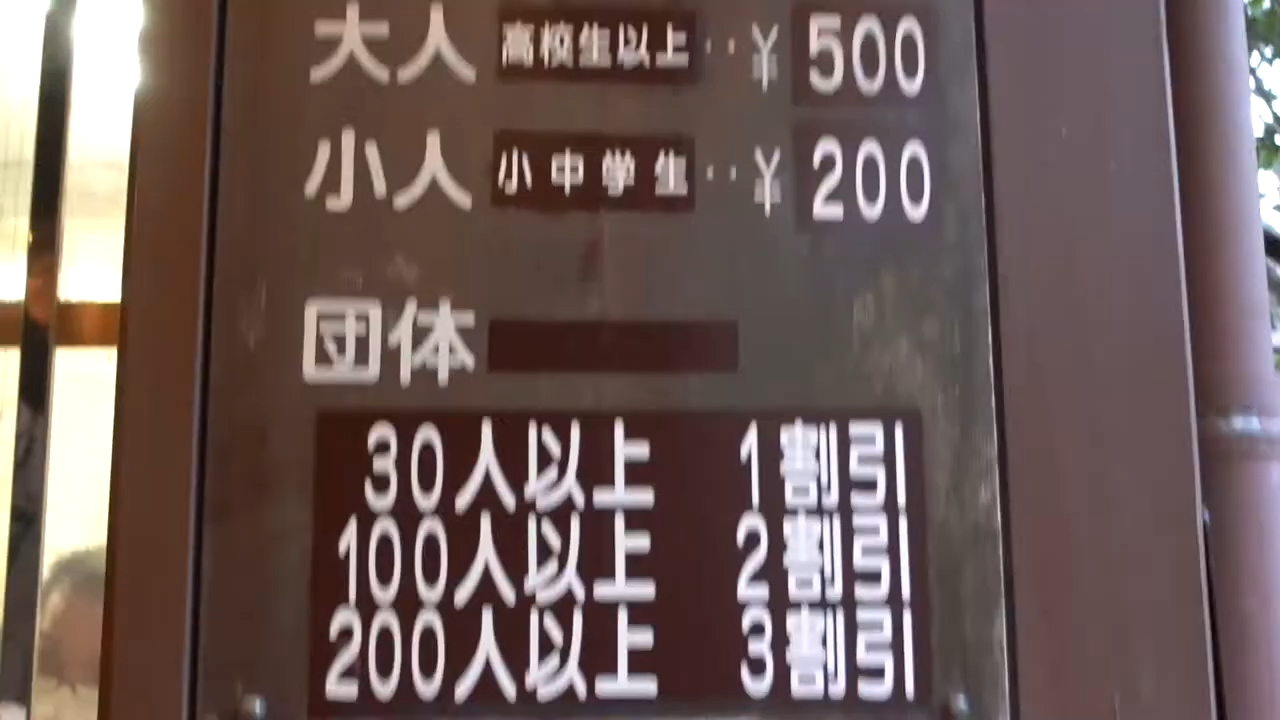 大人 高校生以上‥¥500
小人 小中学生‥¥200
団体
30人以上 1割引
100人以上 2割引
200人以上 3割引